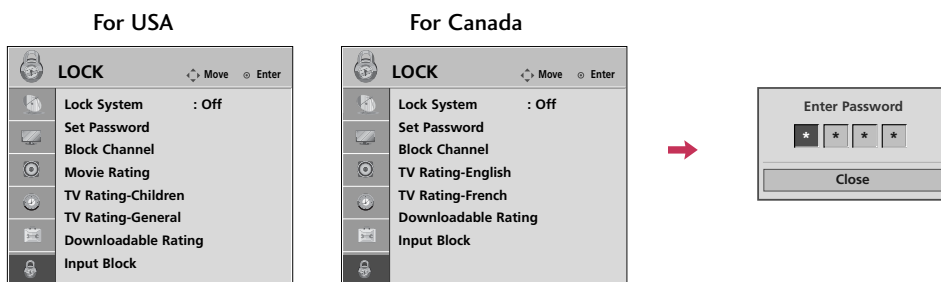 For USA
LOCK Move Enter
Lock System : Off
Set Password
Block Channel
Movie Rating
TV Rating-Children
TV Rating-General
Downloadable Rating
Input Block
For Canada
LOCK Move Enter
Lock System : Off
Set Password
Block Channel
TV Rating-English
TV Rating-French
Downloadable Rating
Input Block
Enter Password
* * * *
Close